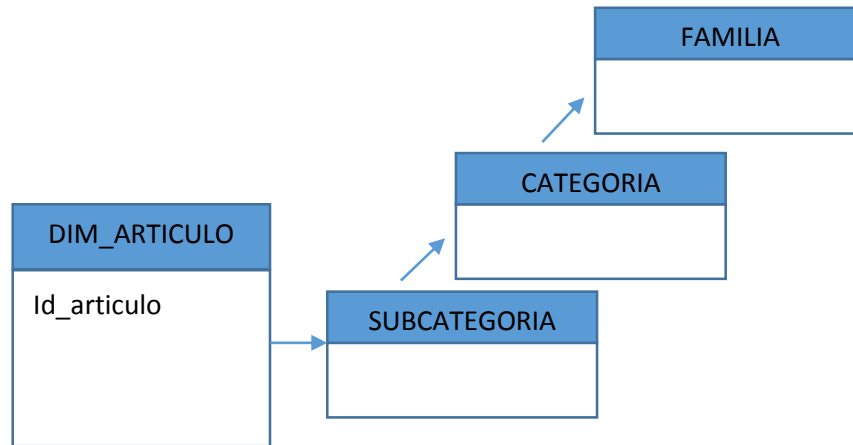 FAMILIA
CATEGORIA
DIM_ARTICULO
Id_articulo
SUBCATEGORIA